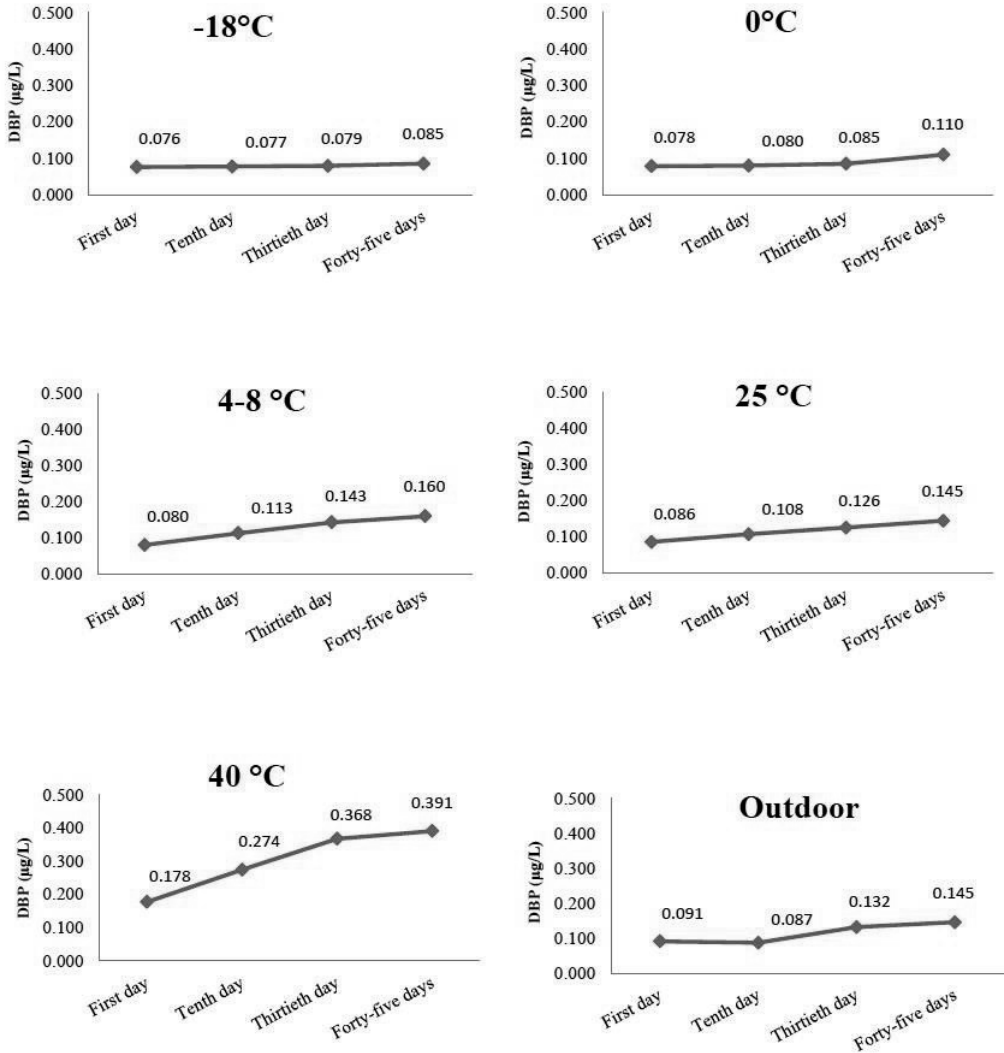 -18°C
DBP (µg/L)
0.500
0.400
0.300
0.200
0.100
0.000
0.076
0.077
0.079
0.085
First day
Tenth day
Thirtieth day
Forty-five days
0°C
DBP (µg/L)
0.500
0.400
0.300
0.200
0.100
0.000
0.078
0.080
0.085
0.110
First day
Tenth day
Thirtieth day
Forty-five days
4-8 °C
DBP (µg/L)
0.500
0.400
0.300
0.200
0.100
0.000
0.080
0.113
0.143
0.160
First day
Tenth day
Thirtieth day
Forty-five days
25 °C
DBP (µg/L)
0.500
0.400
0.300
0.200
0.100
0.000
0.086
0.108
0.126
0.145
First day
Tenth day
Thirtieth day
Forty-five days
40 °C
DBP (µg/L)
0.500
0.400
0.300
0.200
0.100
0.000
0.178
0.274
0.368
0.391
First day
Tenth day
Thirtieth day
Forty-five days
Outdoor
DBP (µg/L)
0.500
0.400
0.300
0.200
0.100
0.000
0.091
0.087
0.132
0.145
First day
Tenth day
Thirtieth day
Forty-five days